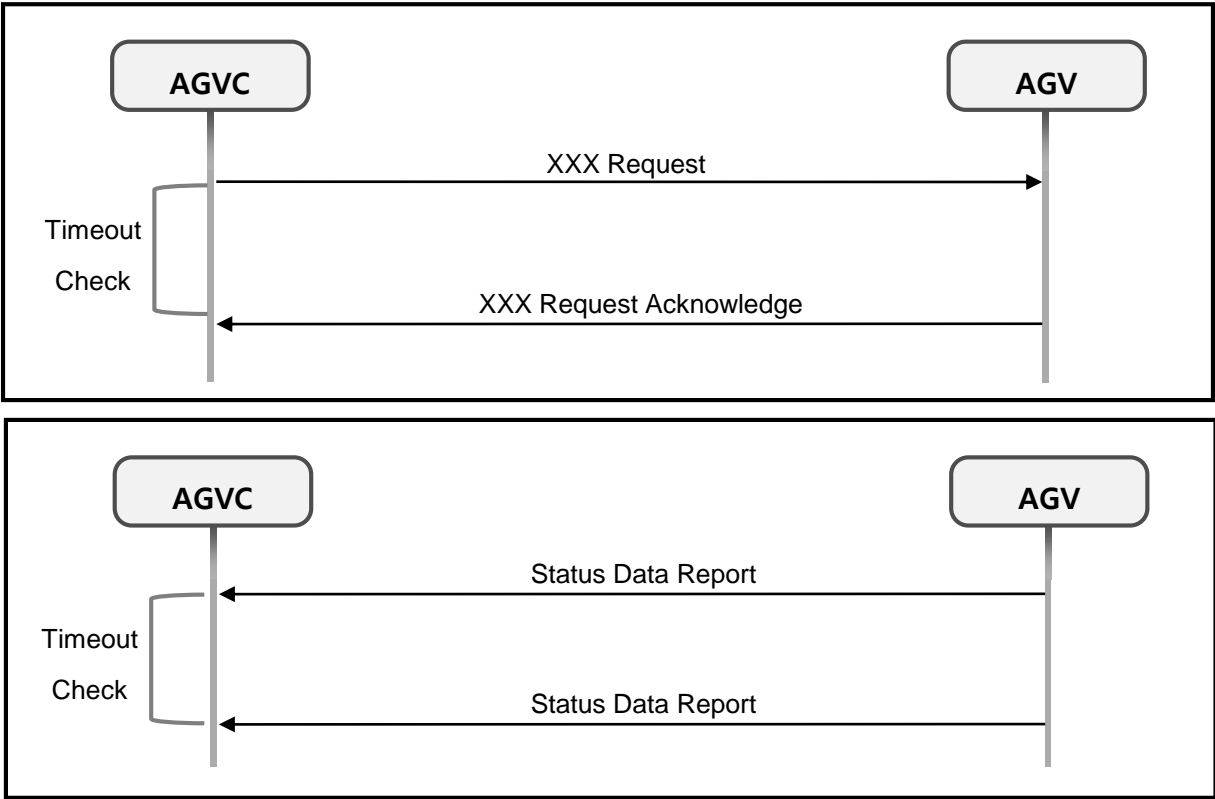 AGVC
AGV
XXX Request
Timeout
Check
XXX Request Acknowledge
AGVC
AGV
Status Data Report
Timeout
Check
Status Data Report